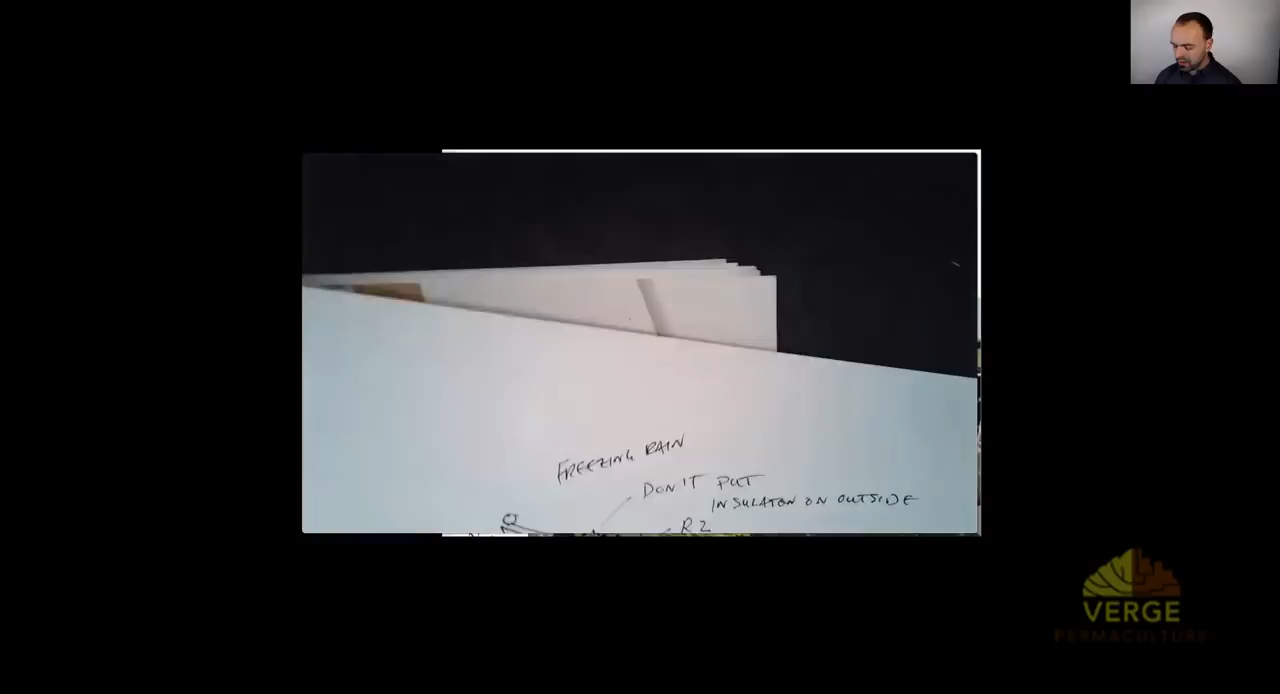 FREEZING RAIN
DON'T PUT
INSULATON ON OUTSIDE
R2
VERGE
PERMACULTURE